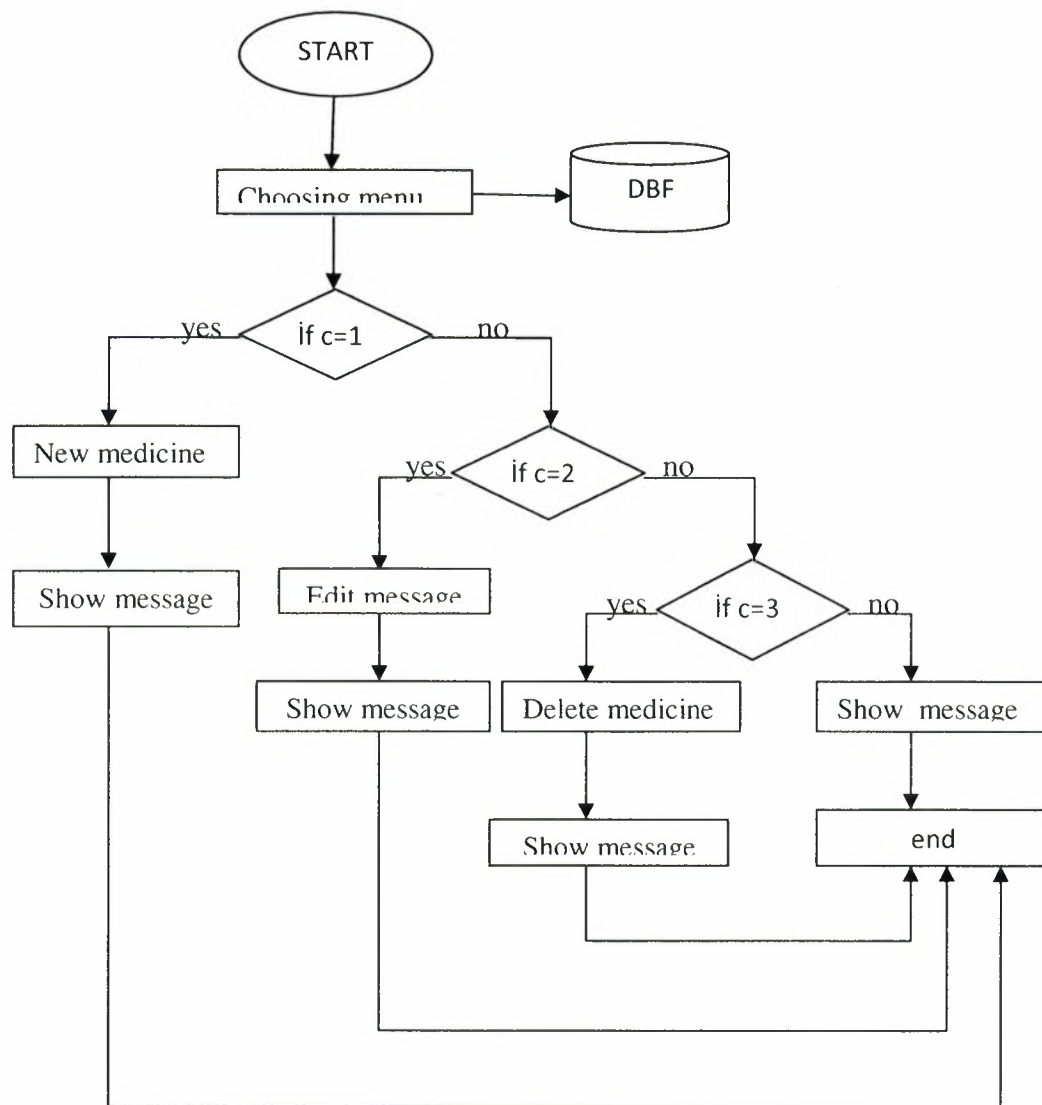 START
Choosing menu
DBF
yes
İf c=1
no
New medicine
yes
İf c=2
no
Show message
Edit message
yes
İf c=3
no
Show message
Delete medicine
Show message
Show message
end